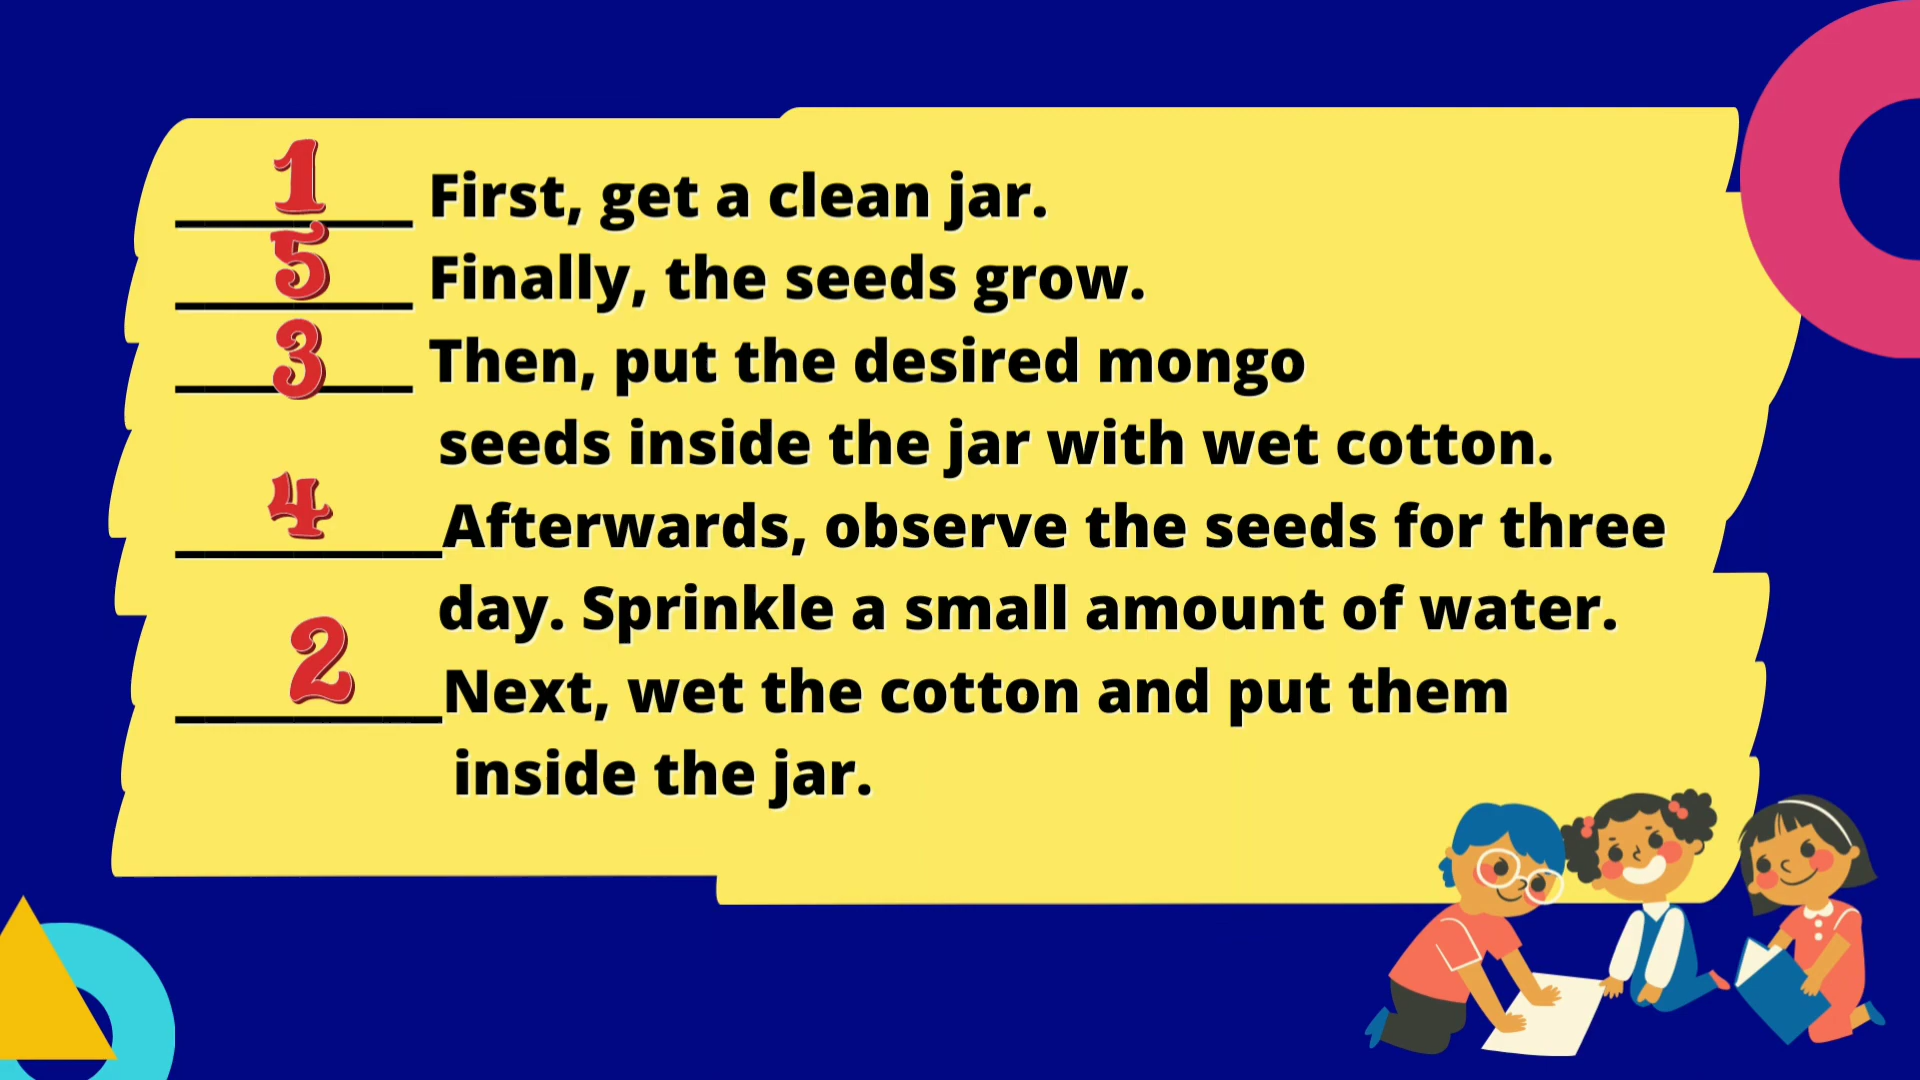 1 First, get a clean jar.
5 Finally, the seeds grow.
3 Then, put the desired mongo
seeds inside the jar with wet cotton.
4 Afterwards, observe the seeds for three
day. Sprinkle a small amount of water.
2 Next, wet the cotton and put them
inside the jar.